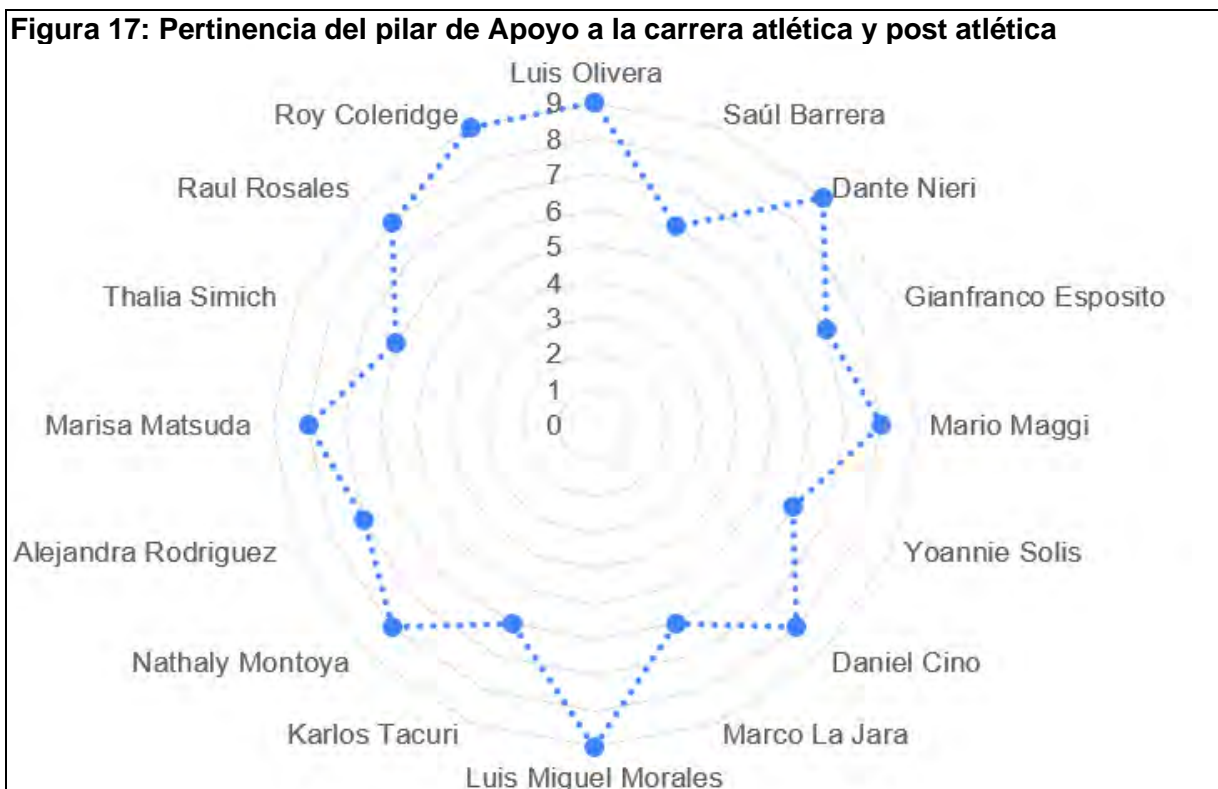 Figura 17: Pertinencia del pilar de Apoyo a la carrera atlética y post atlética
Luis Olivera
Saúl Barrera
Dante Nieri
Gianfranco Esposito
Mario Maggi
Yoannie Solis
Daniel Cino
Marco La Jara
Luis Miguel Morales
Karlos Tacuri
Nathaly Montoya
Alejandra Rodriguez
Marisa Matsuda
Thalia Simich
Raul Rosales
Roy Coleridge
9
8
7
6
5
4
3
2
1
0